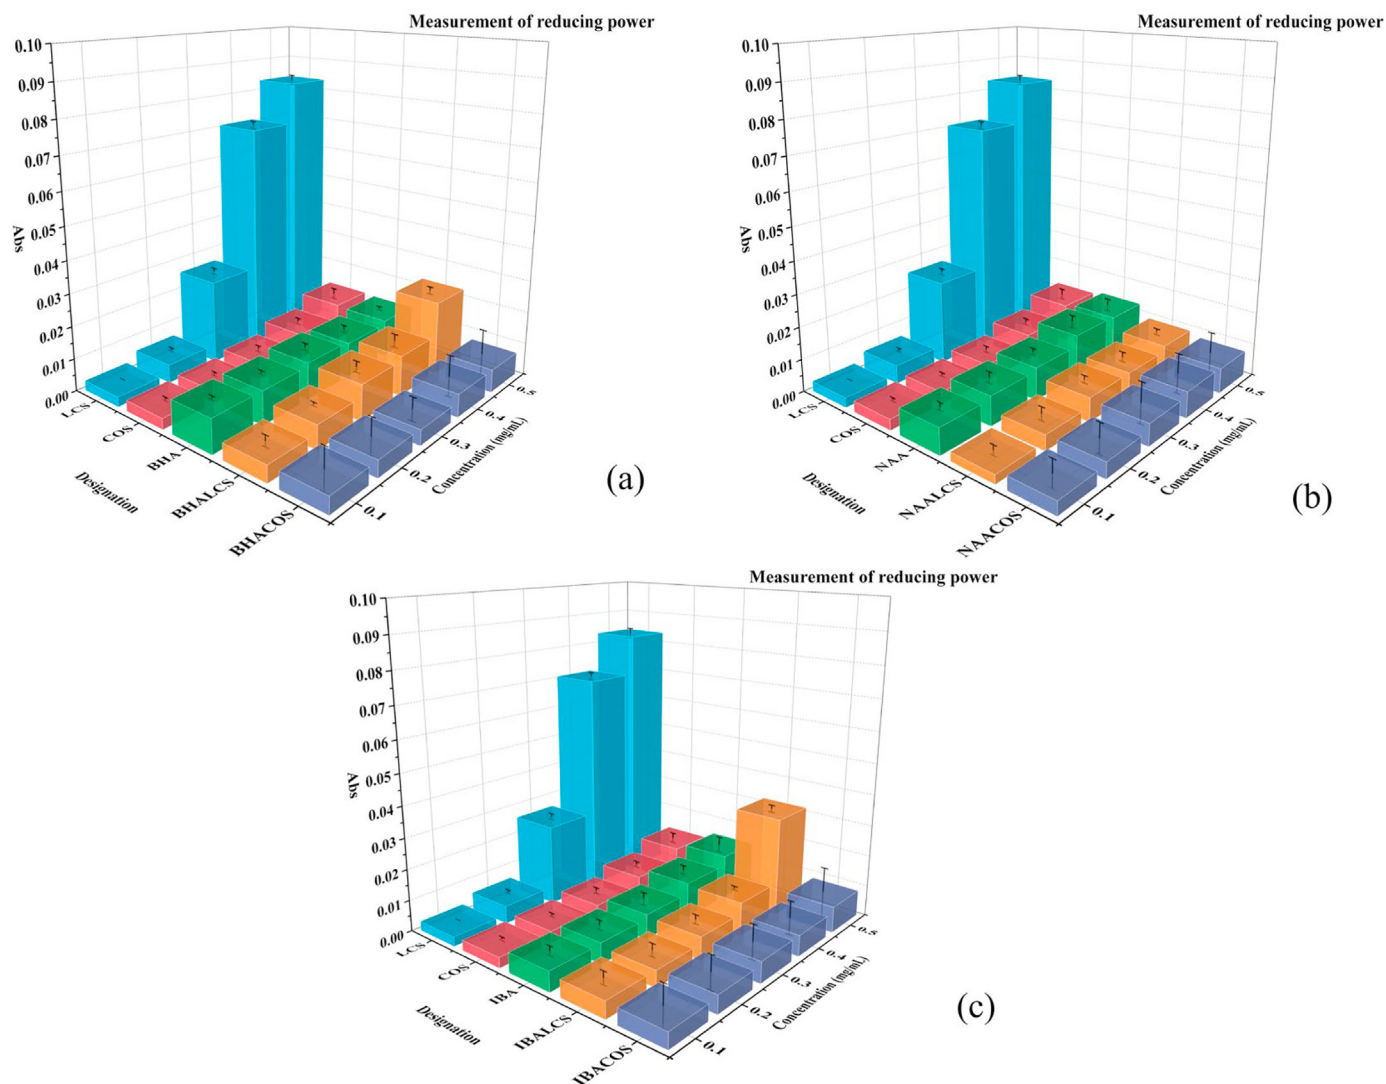 Measurement of reducing power
0.10
0.09
0.08
0.07
0.06
0.05
0.04
0.03
0.02
0.01
0.00
Abs
LCS
COS
BHA
BHALCS
BHACOS
Designation
0.1
0.2
0.3
0.4
0.5
Concentration (mg/mL)
(a)
Measurement of reducing power
0.10
0.09
0.08
0.07
0.06
0.05
0.04
0.03
0.02
0.01
0.00
Abs
LCS
COS
NAA
NAALCS
NAACOS
Designation
0.1
0.2
0.3
0.4
0.5
Concentration (mg/mL)
(b)
Measurement of reducing power
0.10
0.09
0.08
0.07
0.06
0.05
0.04
0.03
0.02
0.01
0.00
Abs
LCS
COS
IBA
IBALCS
IBACOS
Designation
0.1
0.2
0.3
0.4
0.5
Concentration (mg/mL)
(c)